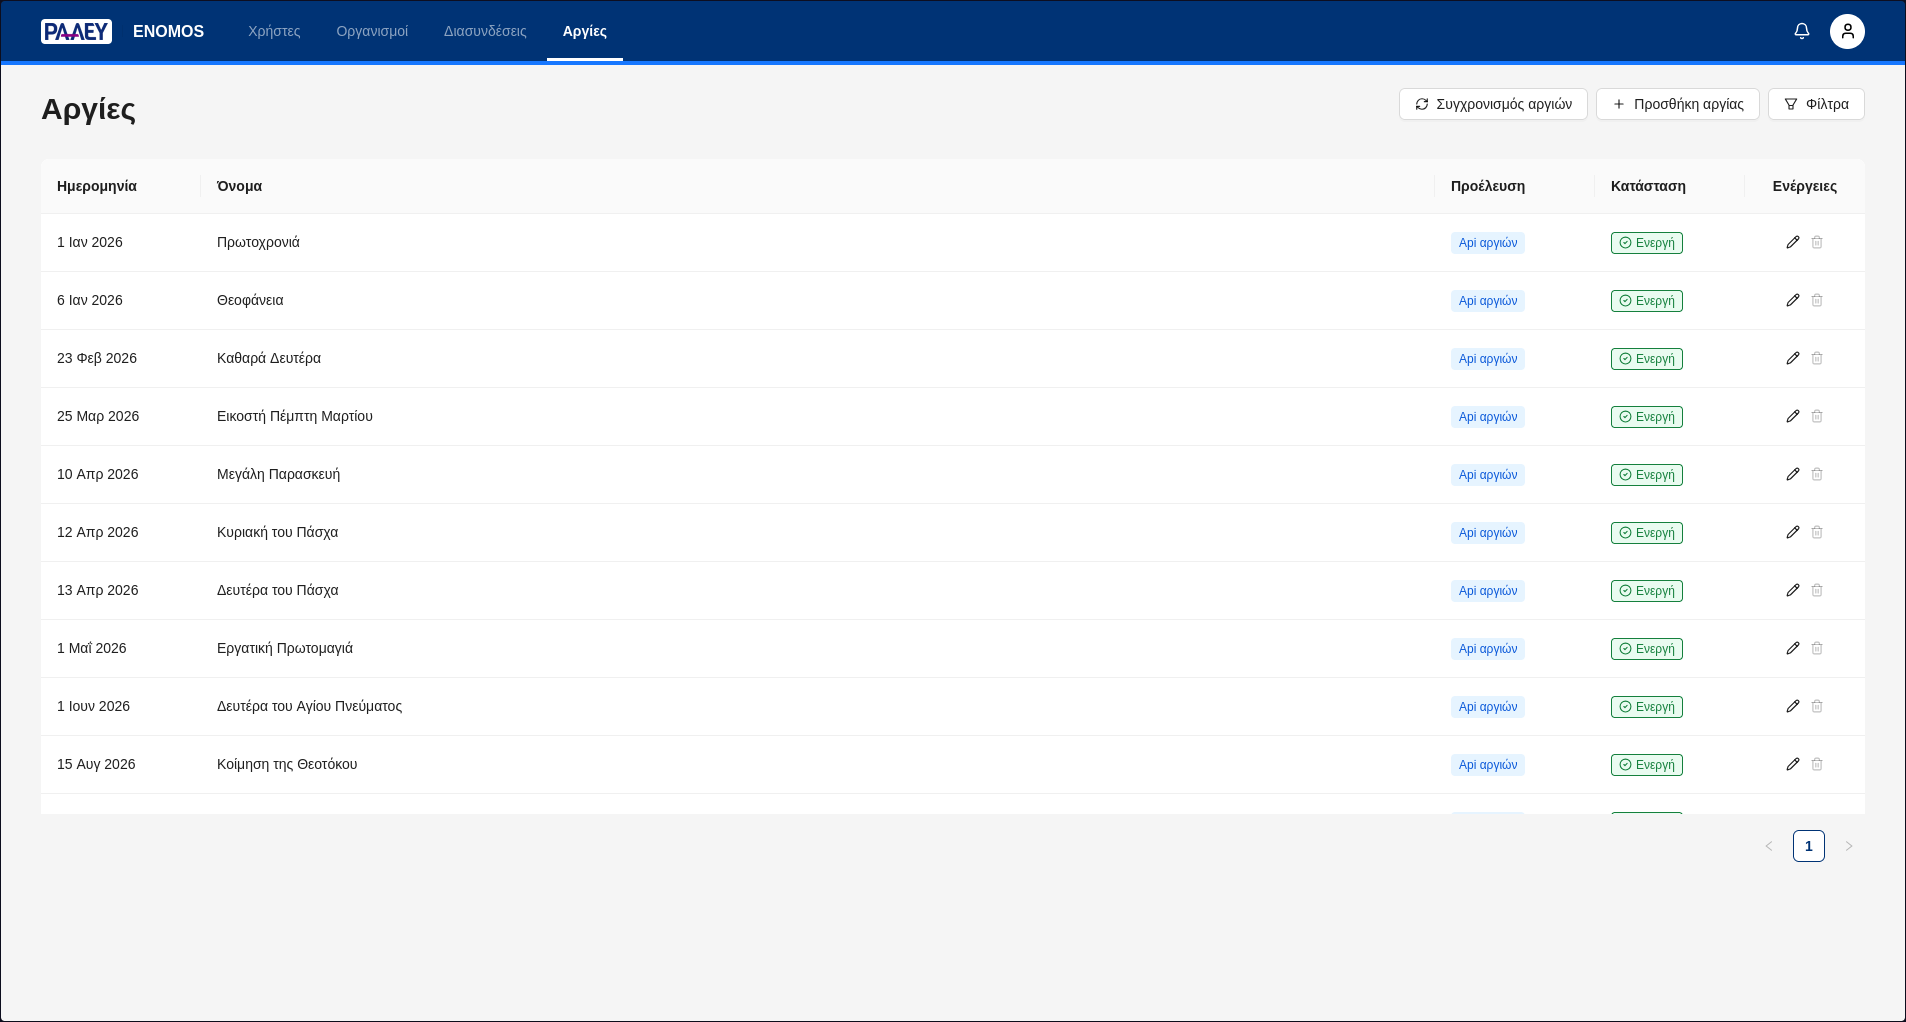 ΡΑΑΕΥ ENOMOS Χρήστες Οργανισμοί Διασυνδέσεις Αργίες
Αργίες Συγχρονισμός αργιών Προσθήκη αργίας Φίλτρα
Ημερομηνία Όνομα Προέλευση Κατάσταση Ενέργειες
1 Ιαν 2026 Πρωτοχρονιά Api αργιών Ενεργή
6 Ιαν 2026 Θεοφάνεια Api αργιών Ενεργή
23 Φεβ 2026 Καθαρά Δευτέρα Api αργιών Ενεργή
25 Μαρ 2026 Εικοστή Πέμπτη Μαρτίου Api αργιών Ενεργή
10 Απρ 2026 Μεγάλη Παρασκευή Api αργιών Ενεργή
12 Απρ 2026 Κυριακή του Πάσχα Api αργιών Ενεργή
13 Απρ 2026 Δευτέρα του Πάσχα Api αργιών Ενεργή
1 Μαΐ 2026 Εργατική Πρωτομαγιά Api αργιών Ενεργή
1 Ιουν 2026 Δευτέρα του Αγίου Πνεύματος Api αργιών Ενεργή
15 Αυγ 2026 Κοίμηση της Θεοτόκου Api αργιών Ενεργή
1